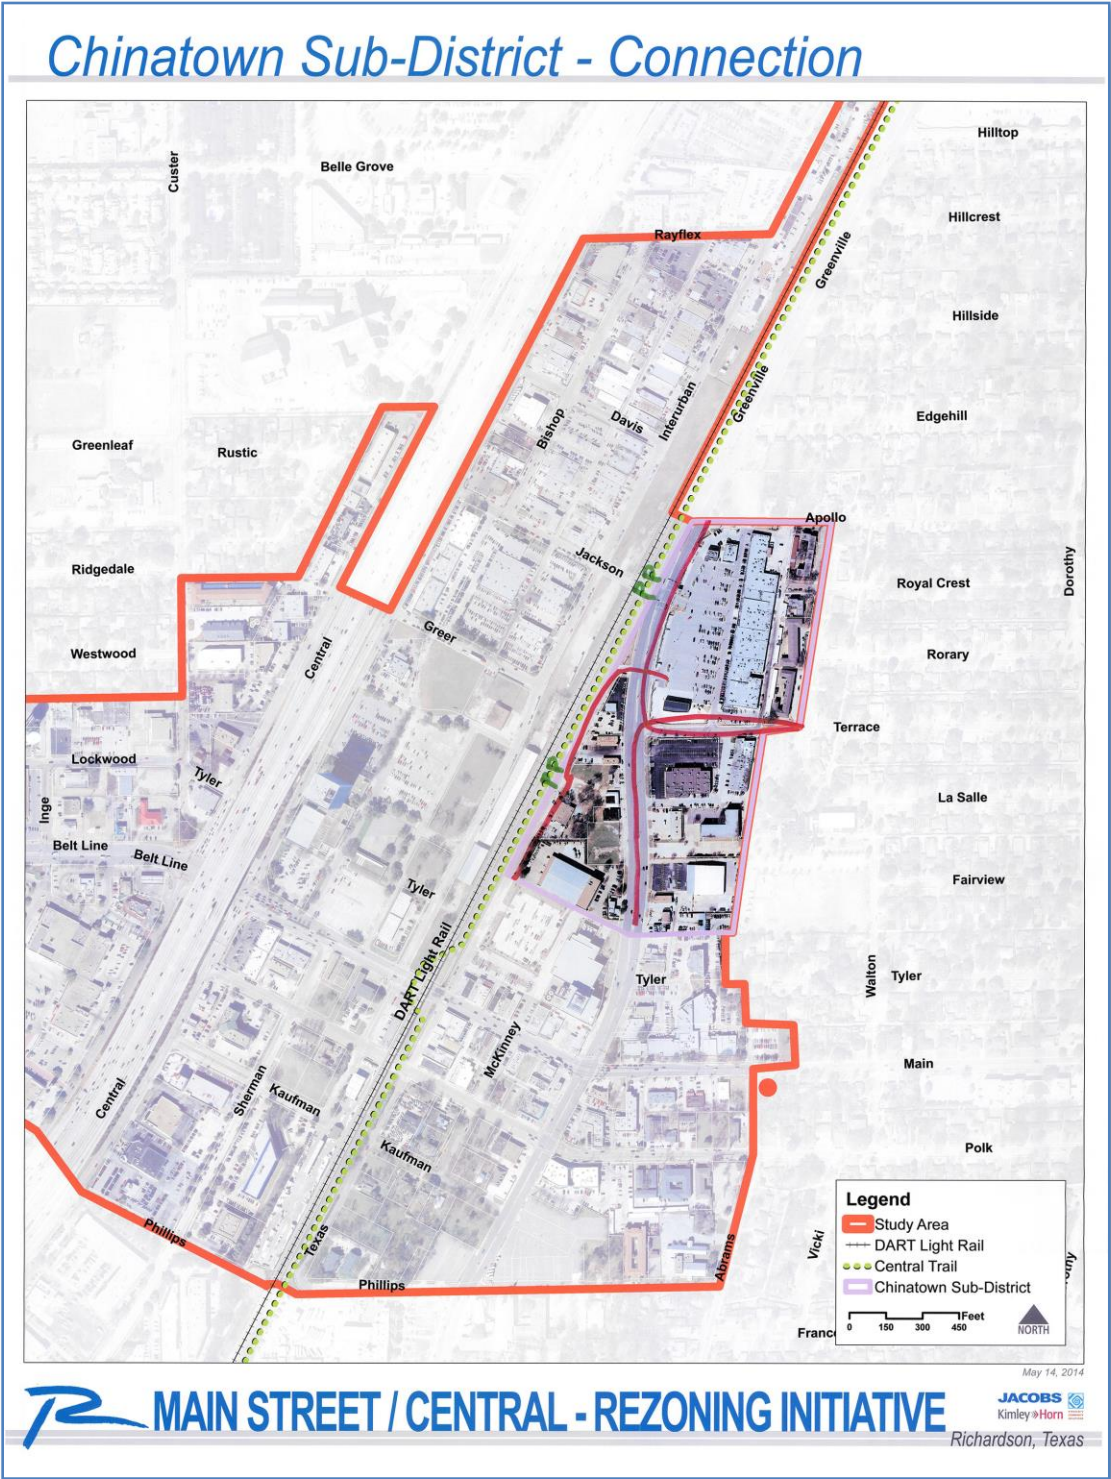 Chinatown Sub-District - Connection
Hilltop
Custer
Belle Grove
Hillcrest
Rayflex
Greenville
Hillside
Greenville
Interurban
Davis
Bishop
Edgehill
Greenleaf
Rustic
Apollo
Jackson
Dorothy
Ridgedale
PP
Royal Crest
Greer
Central
Westwood
Rorary
Terrace
Lockwood
Tyler
PP
Inge
La Salle
Belt Line
Belt Line
Tyler
Fairview
DART Light Rail
Tyler
Walton
Tyler
McKinney
Main
Central
Sherman
Kaufman
Kaufman
Polk
Phillips
Texas
Abrams
Vicki
Phillips
Legend
Study Area
DART Light Rail
Central Trail
Chinatown Sub-District
Feet
0 150 300 450
NORTH
May 14, 2014
MAIN STREET / CENTRAL - REZONING INITIATIVE
JACOBS
Kimley»Horn
Richardson, Texas